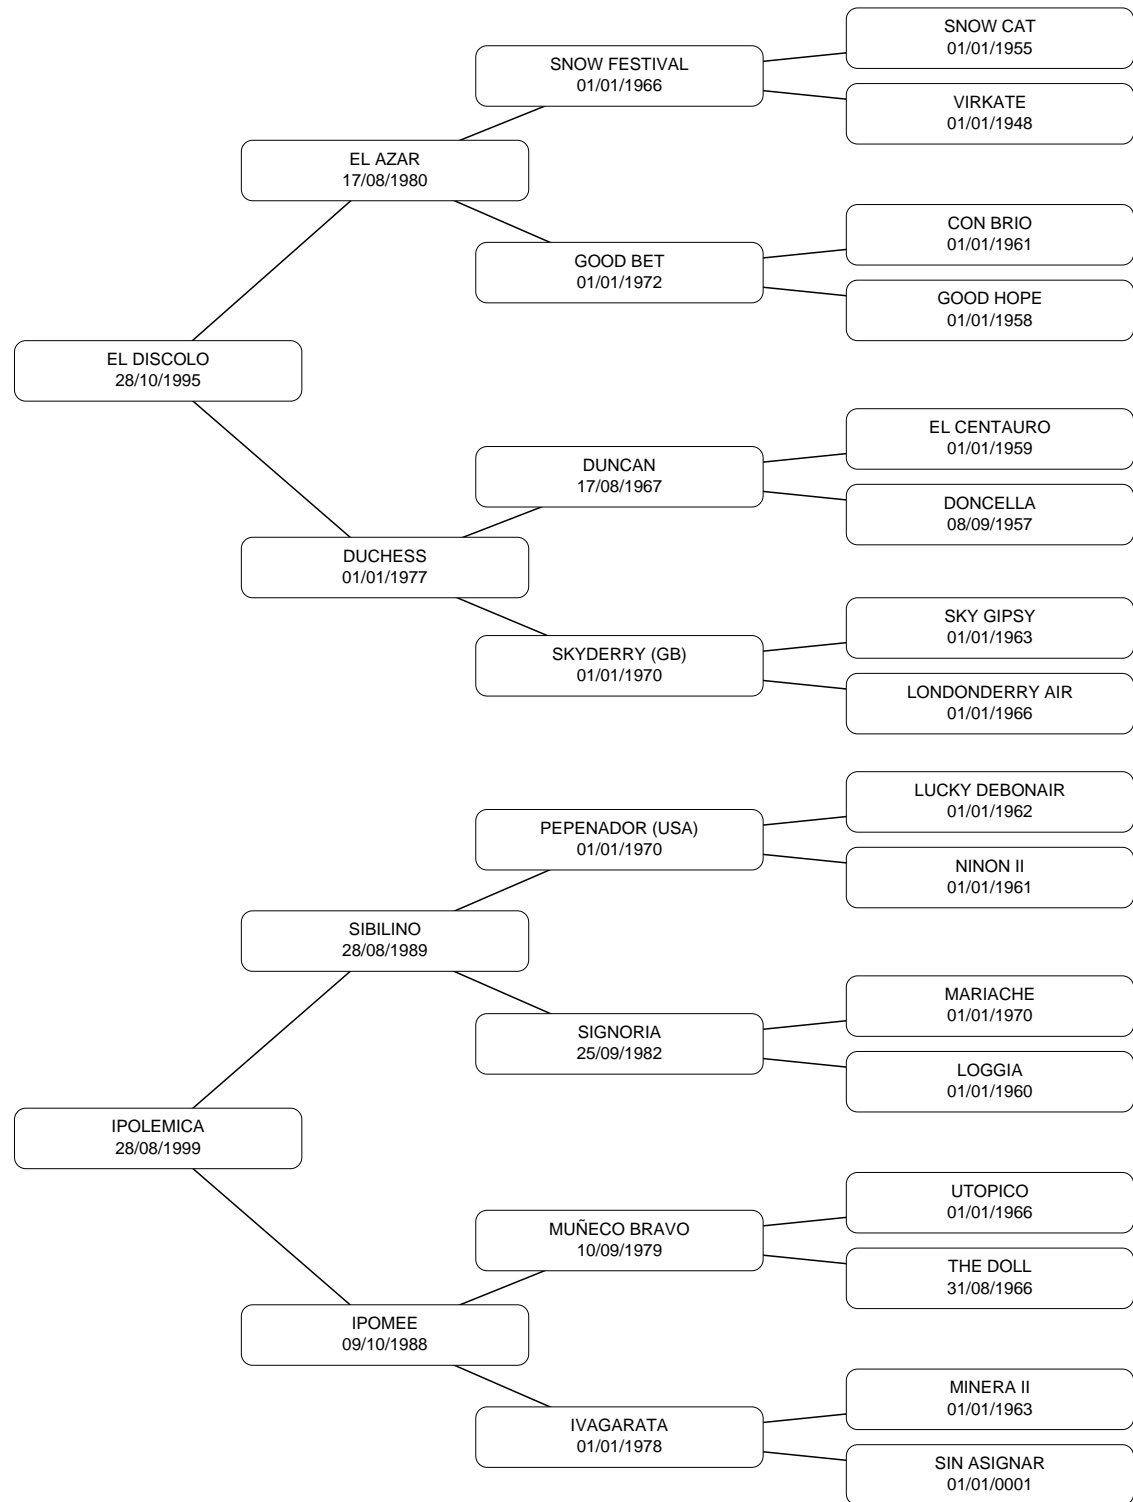 SNOW CAT
01/01/1955
SNOW FESTIVAL
01/01/1966
VIRKATE
01/01/1948
EL AZAR
17/08/1980
CON BRIO
01/01/1961
GOOD BET
01/01/1972
GOOD HOPE
01/01/1958
EL DISCOLO
28/10/1995
EL CENTAURO
01/01/1959
DUNCAN
17/08/1967
DONCELLA
08/09/1957
DUCHESS
01/01/1977
SKY GIPSY
01/01/1963
SKYDERRY (GB)
01/01/1970
LONDONDERRY AIR
01/01/1966
LUCKY DEBONAIR
01/01/1962
PEPENADOR (USA)
01/01/1970
NINON II
01/01/1961
SIBILINO
28/08/1989
MARIACHE
01/01/1970
SIGNORIA
25/09/1982
LOGGIA
01/01/1960
IPOLEMICA
28/08/1999
UTOPICO
01/01/1966
MUÑECO BRAVO
10/09/1979
THE DOLL
31/08/1966
IPOMEE
09/10/1988
MINERA II
01/01/1963
IVAGARATA
01/01/1978
SIN ASIGNAR
01/01/0001